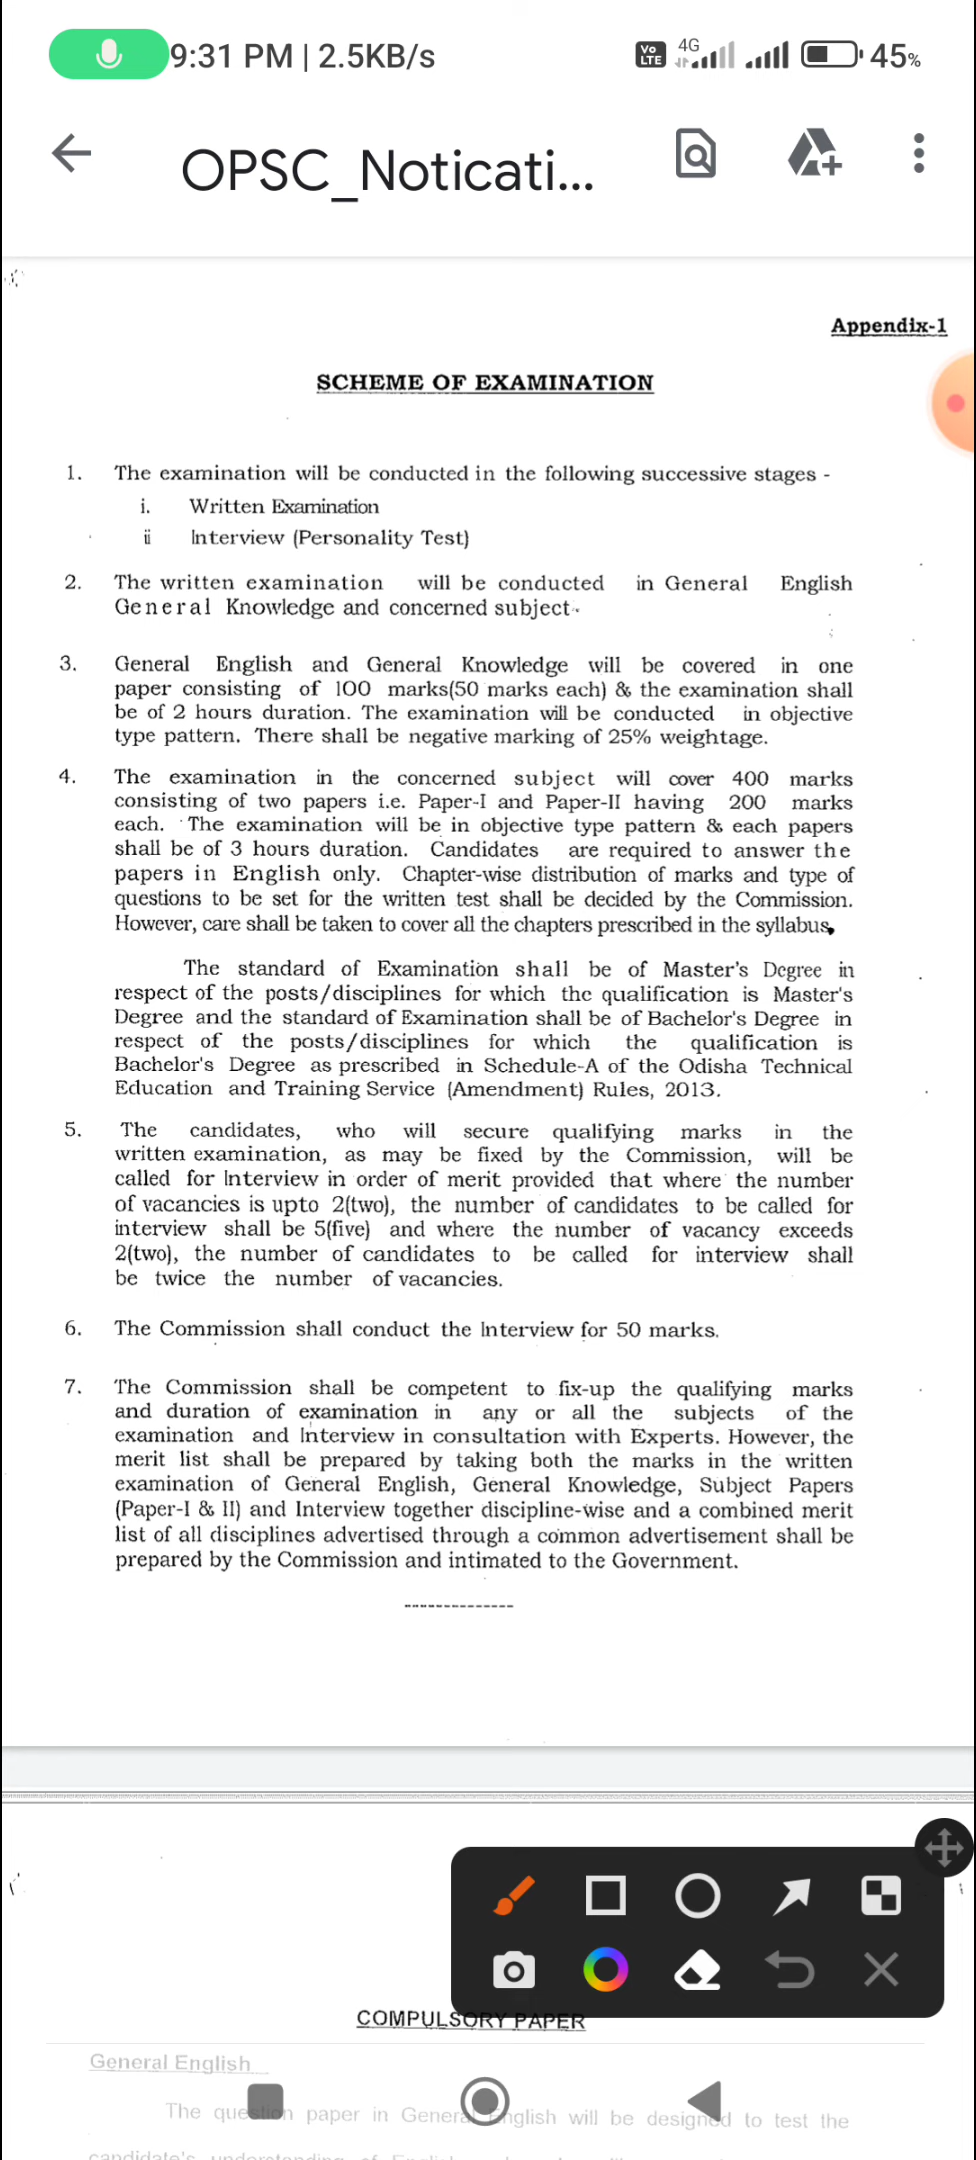 9:31 PM | 2.5KB/s Vo LTE 4G 45%
OPSC_Noticati...
Appendix-1
SCHEME OF EXAMINATION
1. The examination will be conducted in the following successive stages -
i. Written Examination
ii Interview (Personality Test)
2. The written examination will be conducted in General English
General Knowledge and concerned subject.
3. General English and General Knowledge will be covered in one
paper consisting of 100 marks(50 marks each) & the examination shall
be of 2 hours duration. The examination will be conducted in objective
type pattern. There shall be negative marking of 25% weightage.
4. The examination in the concerned subject will cover 400 marks
consisting of two papers i.e. Paper-I and Paper-II having 200 marks
each. The examination will be in objective type pattern & each papers
shall be of 3 hours duration. Candidates are required to answer the
papers in English only. Chapter-wise distribution of marks and type of
questions to be set for the written test shall be decided by the Commission.
However, care shall be taken to cover all the chapters prescribed in the syllabus,
The standard of Examination shall be of Master's Degree in
respect of the posts/disciplines for which the qualification is Master's
Degree and the standard of Examination shall be of Bachelor's Degree in
respect of the posts/disciplines for which the qualification is
Bachelor's Degree as prescribed in Schedule-A of the Odisha Technical
Education and Training Service (Amendment) Rules, 2013.
5. The candidates, who will secure qualifying marks in the
written examination, as may be fixed by the Commission, will be
called for Interview in order of merit provided that where the number
of vacancies is upto 2(two), the number of candidates to be called for
interview shall be 5(five) and where the number of vacancy exceeds
2(two), the number of candidates to be called for interview shall
be twice the number of vacancies.
6. The Commission shall conduct the Interview for 50 marks.
7. The Commission shall be competent to fix-up the qualifying marks
and duration of examination in any or all the subjects of the
examination and Interview in consultation with Experts. However, the
merit list shall be prepared by taking both the marks in the written
examination of General English, General Knowledge, Subject Papers
(Paper-I & II) and Interview together discipline-wise and a combined merit
list of all disciplines advertised through a common advertisement shall be
prepared by the Commission and intimated to the Government.
---------------
COMPULSORY PAPER
General English
The question paper in General English will be designed to test the
candidate's understanding of